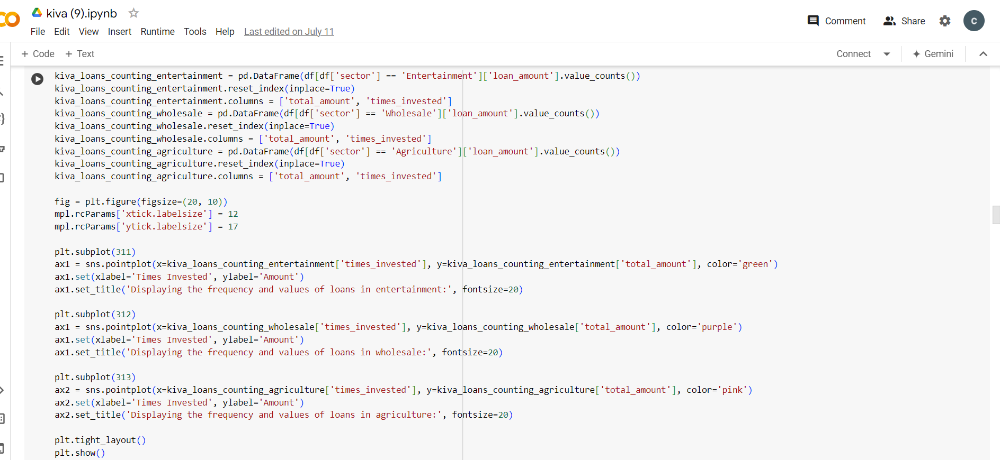 kiva (9).ipynb
File Edit View Insert Runtime Tools Help Last edited on July 11
Comment Share C
+ Code + Text
Connect Gemini
kiva_loans_counting_entertainment = pd.DataFrame(df[df['sector'] == 'Entertainment']['loan_amount'].value_counts())
kiva_loans_counting_entertainment.reset_index(inplace=True)
kiva_loans_counting_entertainment.columns = ['total_amount', 'times_invested']
kiva_loans_counting_wholesale = pd.DataFrame(df[df['sector'] == 'Wholesale']['loan_amount'].value_counts())
kiva_loans_counting_wholesale.reset_index(inplace=True)
kiva_loans_counting_wholesale.columns = ['total_amount', 'times_invested']
kiva_loans_counting_agriculture = pd.DataFrame(df[df['sector'] == 'Agriculture']['loan_amount'].value_counts())
kiva_loans_counting_agriculture.reset_index(inplace=True)
kiva_loans_counting_agriculture.columns = ['total_amount', 'times_invested']
fig = plt.figure(figsize=(20, 10))
mpl.rcParams['xtick.labelsize'] = 12
mpl.rcParams['ytick.labelsize'] = 17
plt.subplot(311)
ax1 = sns.pointplot(x=kiva_loans_counting_entertainment['times_invested'], y=kiva_loans_counting_entertainment['total_amount'], color='green')
ax1.set(xlabel='Times Invested', ylabel='Amount')
ax1.set_title('Displaying the frequency and values of loans in entertainment:', fontsize=20)
plt.subplot(312)
ax1 = sns.pointplot(x=kiva_loans_counting_wholesale['times_invested'], y=kiva_loans_counting_wholesale['total_amount'], color='purple')
ax1.set(xlabel='Times Invested', ylabel='Amount')
ax1.set_title('Displaying the frequency and values of loans in wholesale:', fontsize=20)
plt.subplot(313)
ax2 = sns.pointplot(x=kiva_loans_counting_agriculture['times_invested'], y=kiva_loans_counting_agriculture['total_amount'], color='pink')
ax2.set(xlabel='Times Invested', ylabel='Amount')
ax2.set_title('Displaying the frequency and values of loans in agriculture:', fontsize=20)
plt.tight_layout()
plt.show()